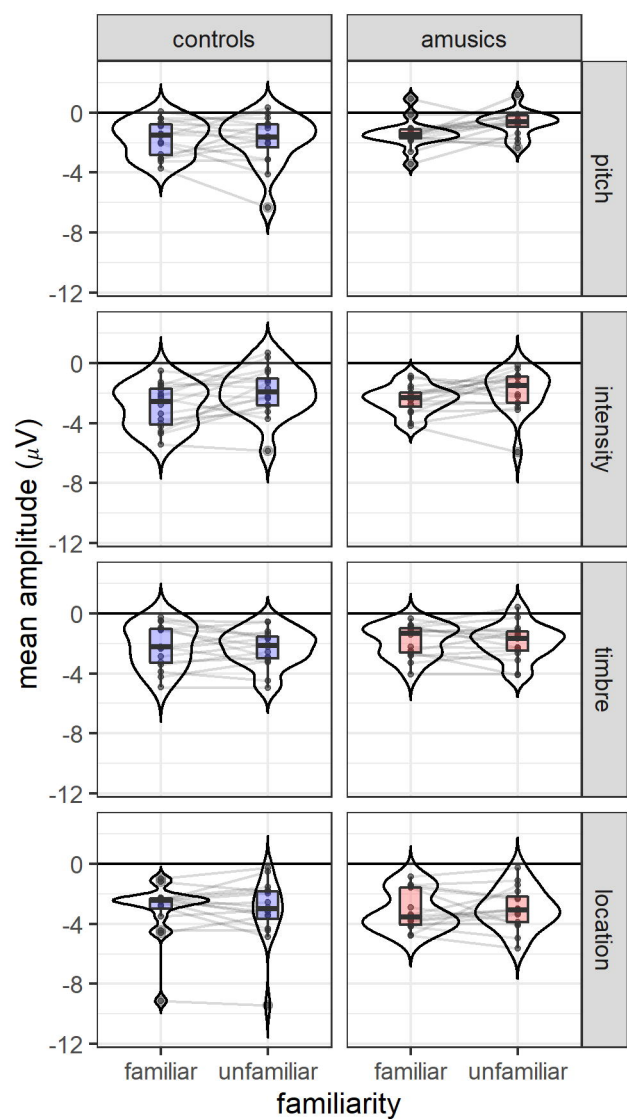 controls amusics
0
-4
-8
-12
pitch
0
-4
-8
-12
intensity
0
-4
-8
-12
timbre
0
-4
-8
-12
location
mean amplitude (μV)
familiar unfamiliar familiar unfamiliar
familiarity